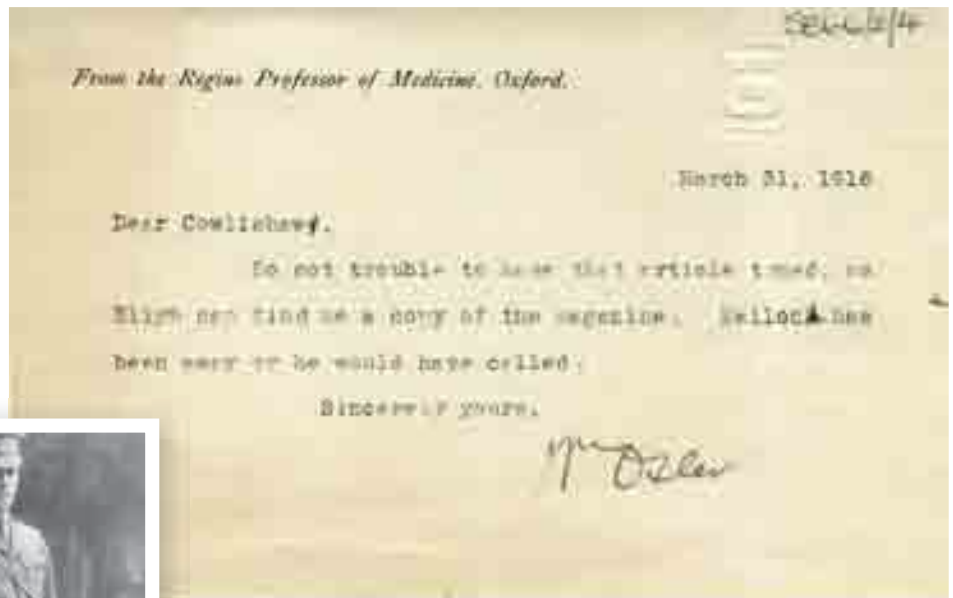 From the Regius Professor of Medicine, Oxford.
March 31, 1916
Dear Cowlishaw,
Do not trouble to have that article typed, as
can find me a copy of the magazine. has
been away or he would have called.
Sincerely yours,
Wm Osler